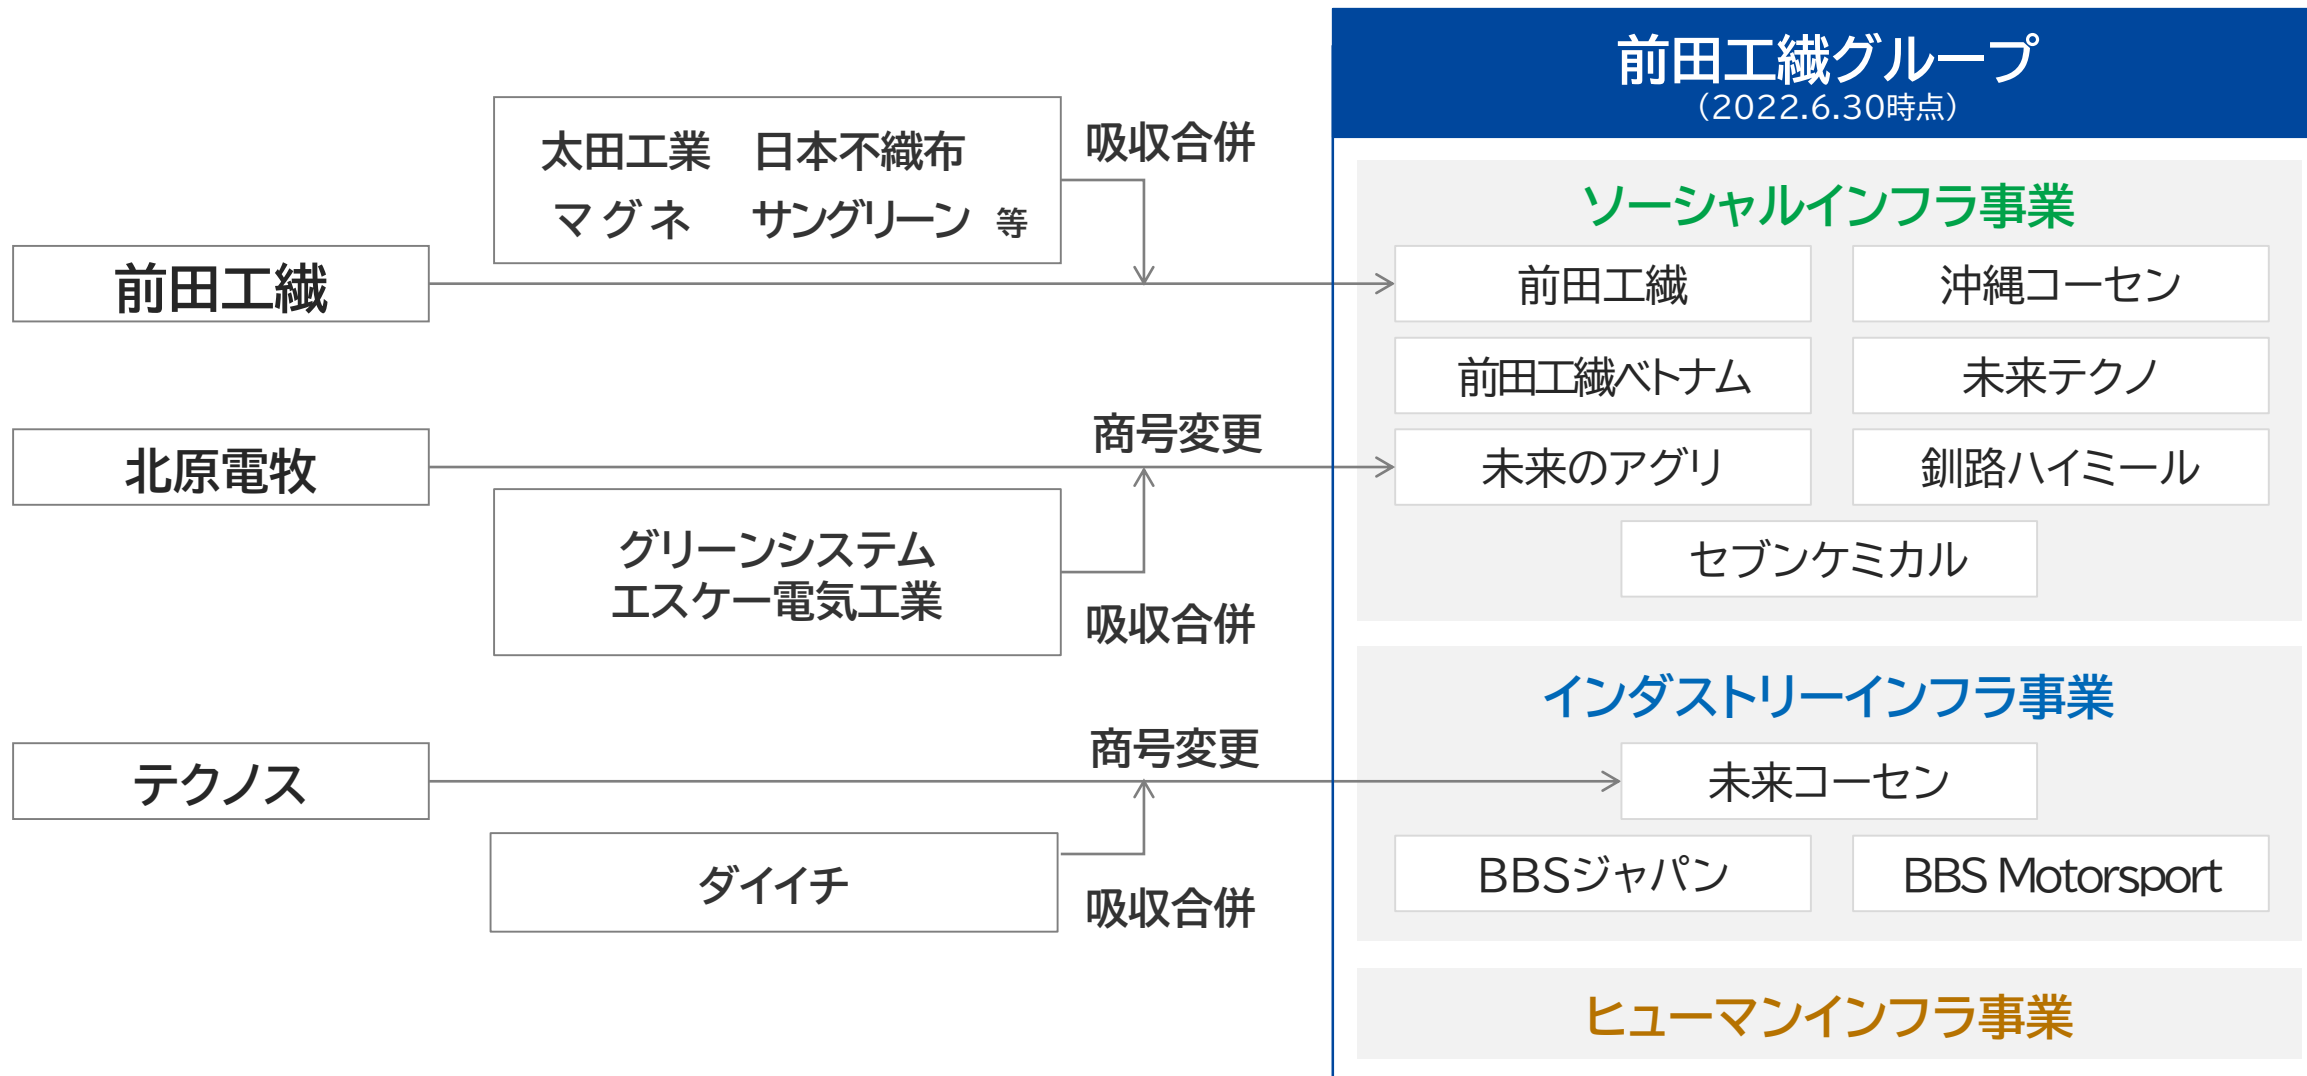 前田工繊グループ
（2022.6.30時点）
太田工業　日本不織布
マグネ　サングリーン 等
吸収合併
前田工繊
北原電牧
商号変更
グリーンシステム
エスケー電気工業
吸収合併
テクノス
商号変更
ダイイチ
吸収合併
ソーシャルインフラ事業
前田工繊
沖縄コーセン
前田工繊ベトナム
未来テクノ
未来のアグリ
釧路ハイミール
セブンケミカル
インダストリーインフラ事業
未来コーセン
BBSジャパン
BBS Motorsport
ヒューマンインフラ事業